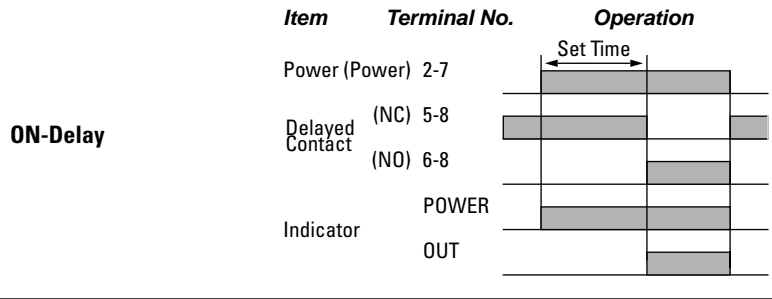 Item Terminal No. Operation
Set Time
Power (Power) 2-7
ON-Delay
Delayed
Contact
(NC) 5-8
(NO) 6-8
Indicator
POWER
OUT